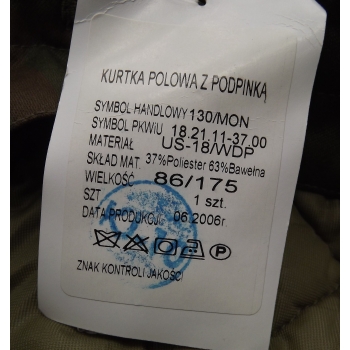 KURTKA POLOWA Z PODPINKĄ
SYMBOL HANDLOWY 130/MON
SYMBOL PKWiU 18.21.11-37.00
MATERIAŁ US-18/WDP
SKŁAD MAT. 37%Poliester 63%Bawełna
WIELKOŚĆ 86/175
SZT 1 szt.
DATA PRODUKCJI 06.2006r.
ZNAK KONTROLI JAKOŚCI